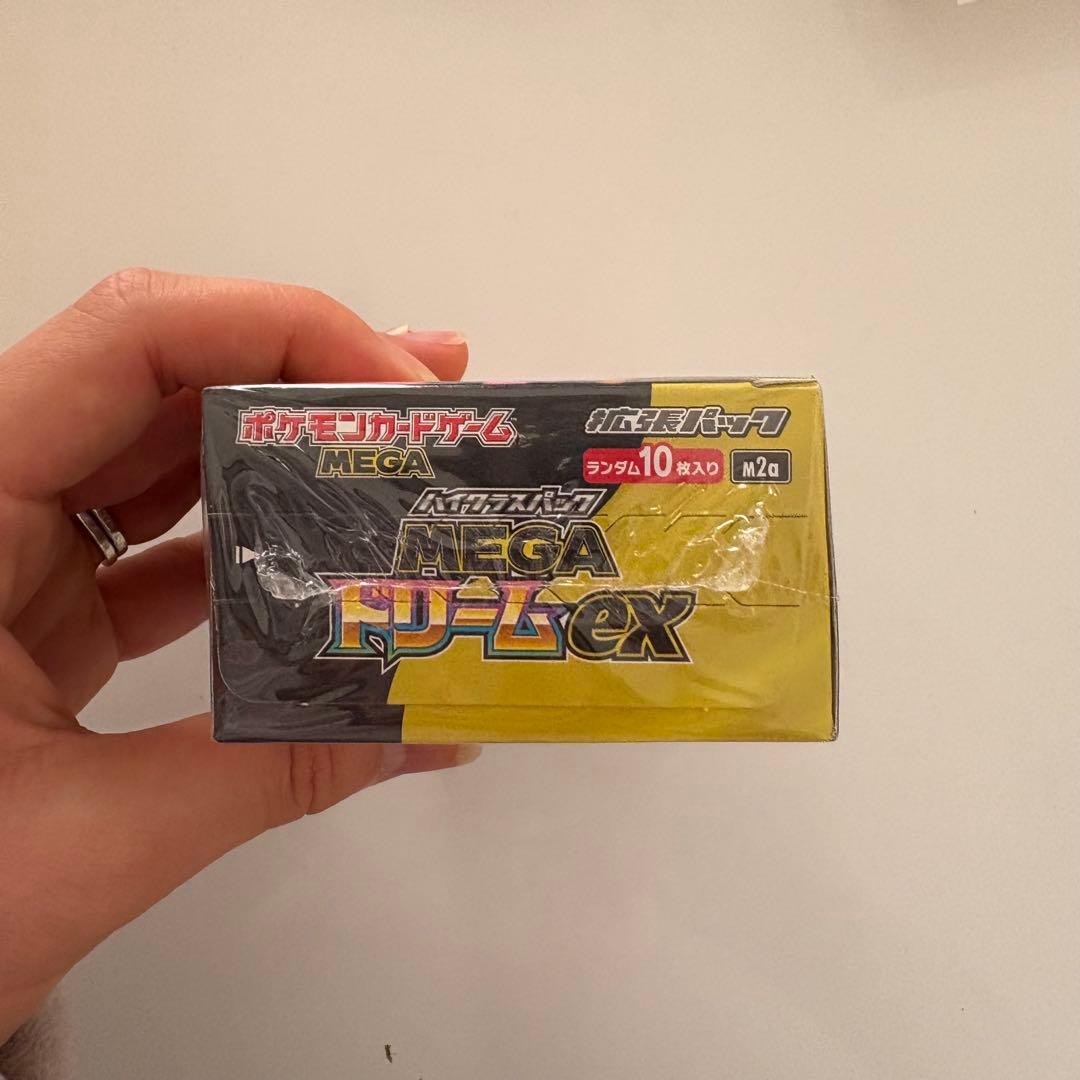 ポケモンカードゲーム
MEGA
拡張パック
ランダム10枚入り M2a
ハイクラスパック
MEGA
ドリームex